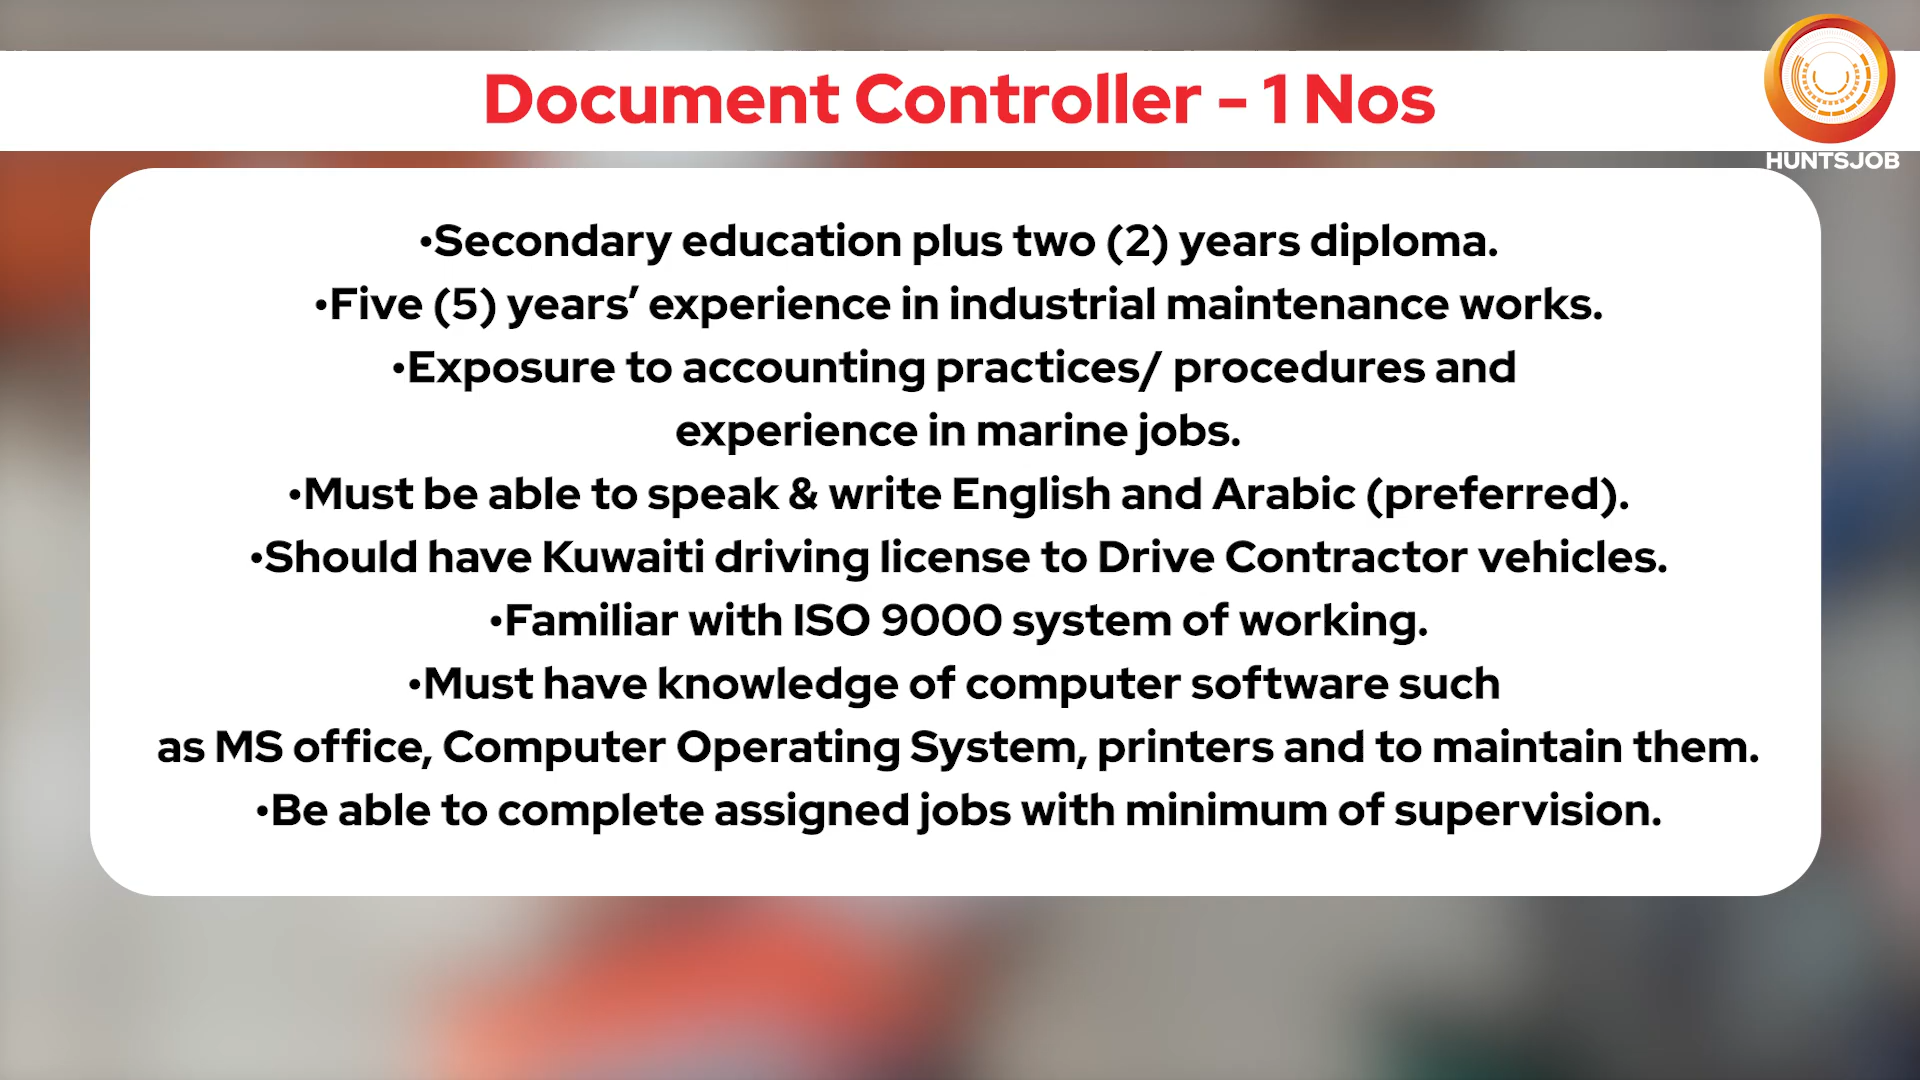 Document Controller - 1 Nos
HUNTSJOB
•Secondary education plus two (2) years diploma.
•Five (5) years’ experience in industrial maintenance works.
•Exposure to accounting practices/ procedures and
experience in marine jobs.
•Must be able to speak & write English and Arabic (preferred).
•Should have Kuwaiti driving license to Drive Contractor vehicles.
•Familiar with ISO 9000 system of working.
•Must have knowledge of computer software such
as MS office, Computer Operating System, printers and to maintain them.
•Be able to complete assigned jobs with minimum of supervision.